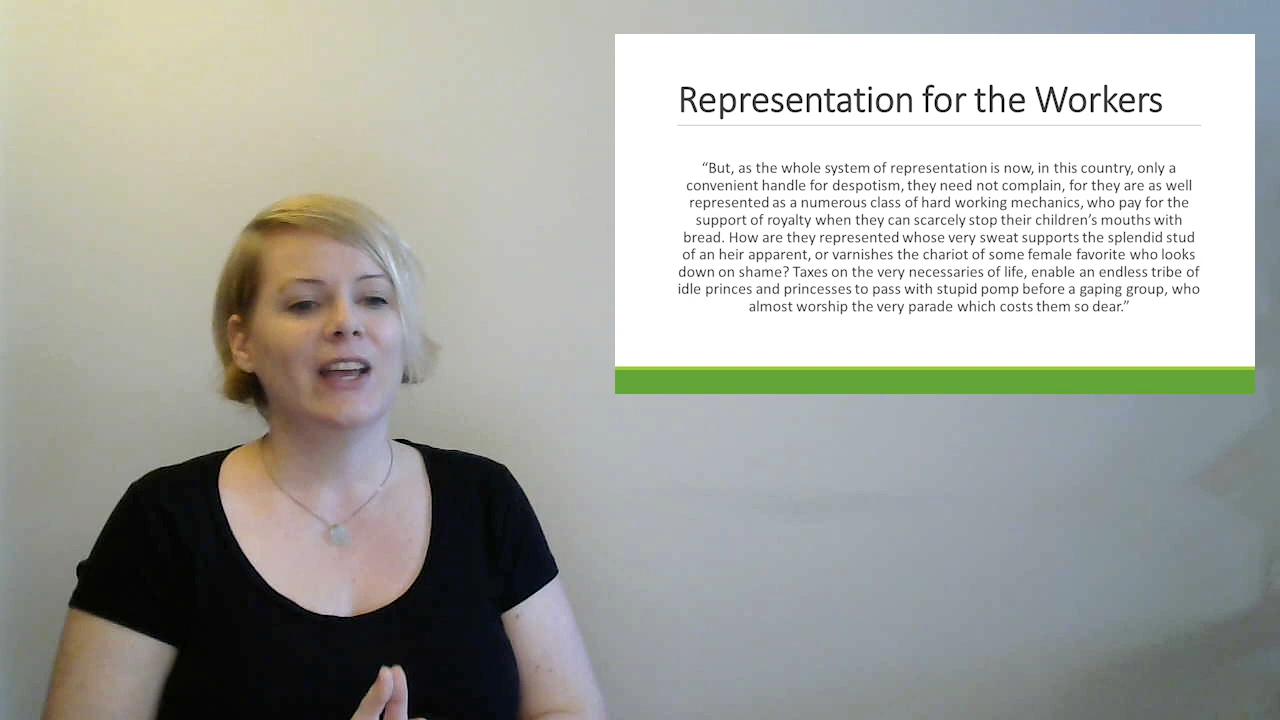 Representation for the Workers
“But, as the whole system of representation is now, in this country, only a
convenient handle for despotism, they need not complain, for they are as well
represented as a numerous class of hard working mechanics, who pay for the
support of royalty when they can scarcely stop their children’s mouths with
bread. How are they represented whose very sweat supports the splendid stud
of an heir apparent, or varnishes the chariot of some female favorite who looks
down on shame? Taxes on the very necessaries of life, enable an endless tribe of
idle princes and princesses to pass with stupid pomp before a gaping group, who
almost worship the very parade which costs them so dear.”